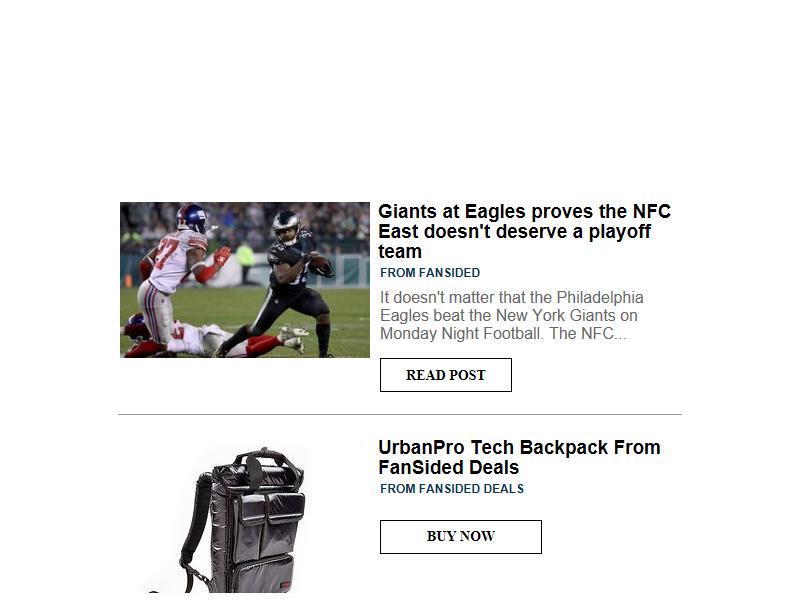 Giants at Eagles proves the NFC
East doesn't deserve a playoff
team
FROM FANSIDED
It doesn't matter that the Philadelphia
Eagles beat the New York Giants on
Monday Night Football. The NFC...
READ POST
UrbanPro Tech Backpack From
FanSided Deals
FROM FANSIDED DEALS
BUY NOW